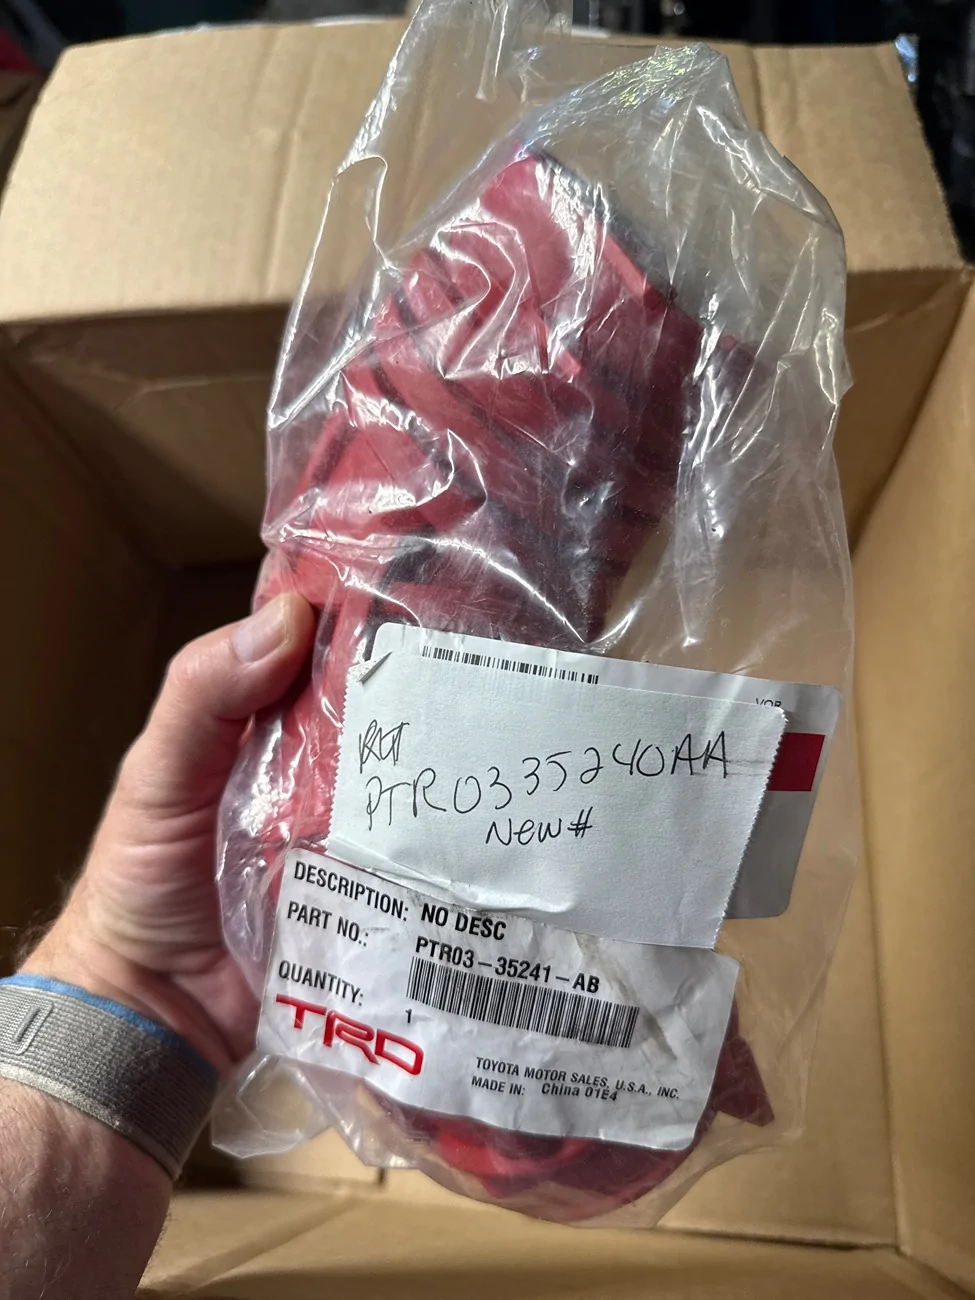 VOR
PTR0335240AA
New#
DESCRIPTION: NO DESC
PART NO.: PTR03-35241-AB
QUANTITY: 1
TRD
TOYOTA MOTOR SALES, U.S.A., INC.
MADE IN: China 01E4